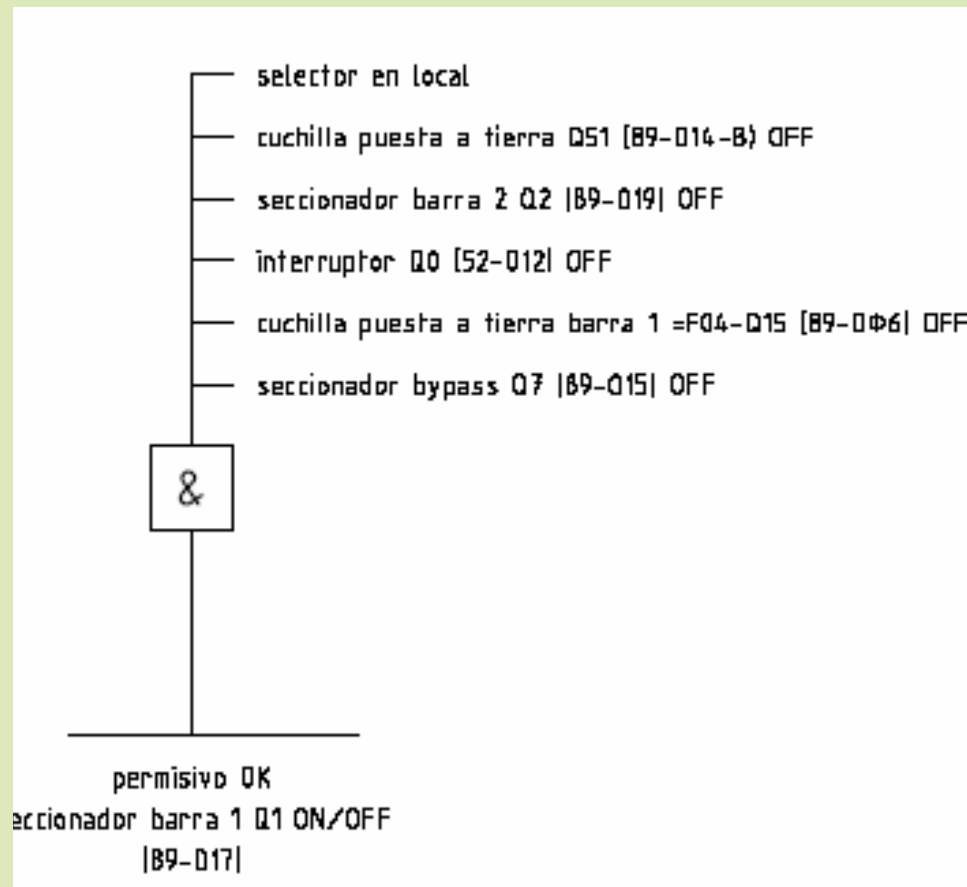 selector en local
cuchilla puesta a tierra Q51 (89-014-B) OFF
seccionador barra 2 Q2 (89-019) OFF
interruptor Q0 (52-012) OFF
cuchilla puesta a tierra barra 1 =F04-Q15 OFF
seccionador bypass Q7 (89-015) OFF
&
permisivo OK
eccionador barra 1 Q1 ON/OFF
(89-017)